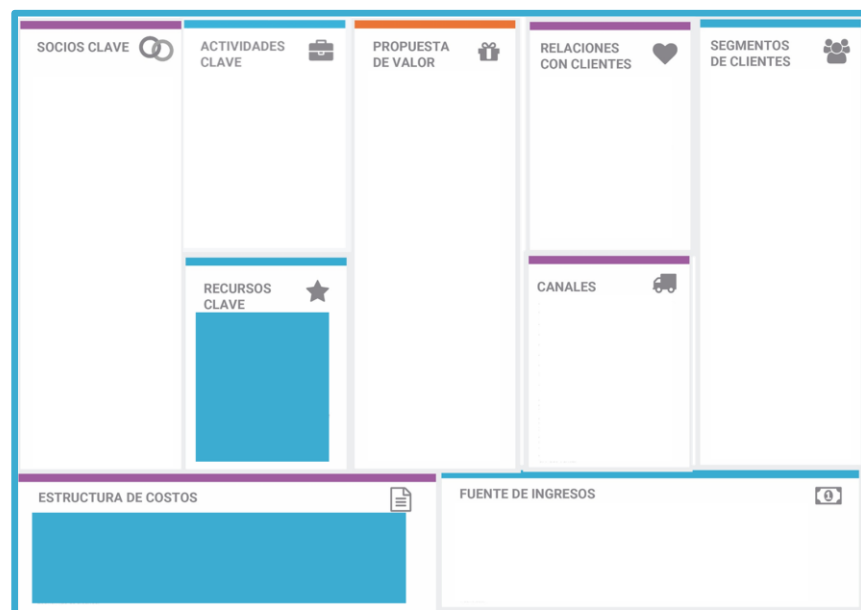 SOCIOS CLAVE
ACTIVIDADES
CLAVE
PROPUESTA
DE VALOR
RELACIONES
CON CLIENTES
SEGMENTOS
DE CLIENTES
RECURSOS
CLAVE
CANALES
ESTRUCTURA DE COSTOS
FUENTE DE INGRESOS